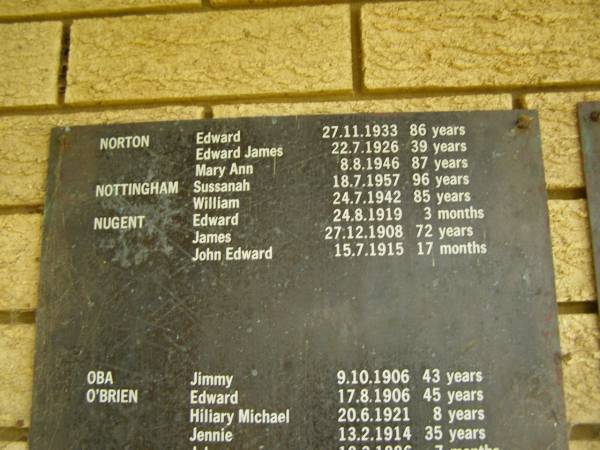 NORTON Edward 27.11.1933 86 years
Edward James 22.7.1926 39 years
Mary Ann 8.8.1946 87 years
NOTTINGHAM Sussanah 18.7.1957 96 years
William 24.7.1942 85 years
NUGENT Edward 24.8.1919 3 months
James 27.12.1908 72 years
John Edward 15.7.1915 17 months
OBA Jimmy 9.10.1906 43 years
O'BRIEN Edward 17.8.1906 45 years
Hiliary Michael 20.6.1921 8 years
Jennie 13.2.1914 35 years
7 months